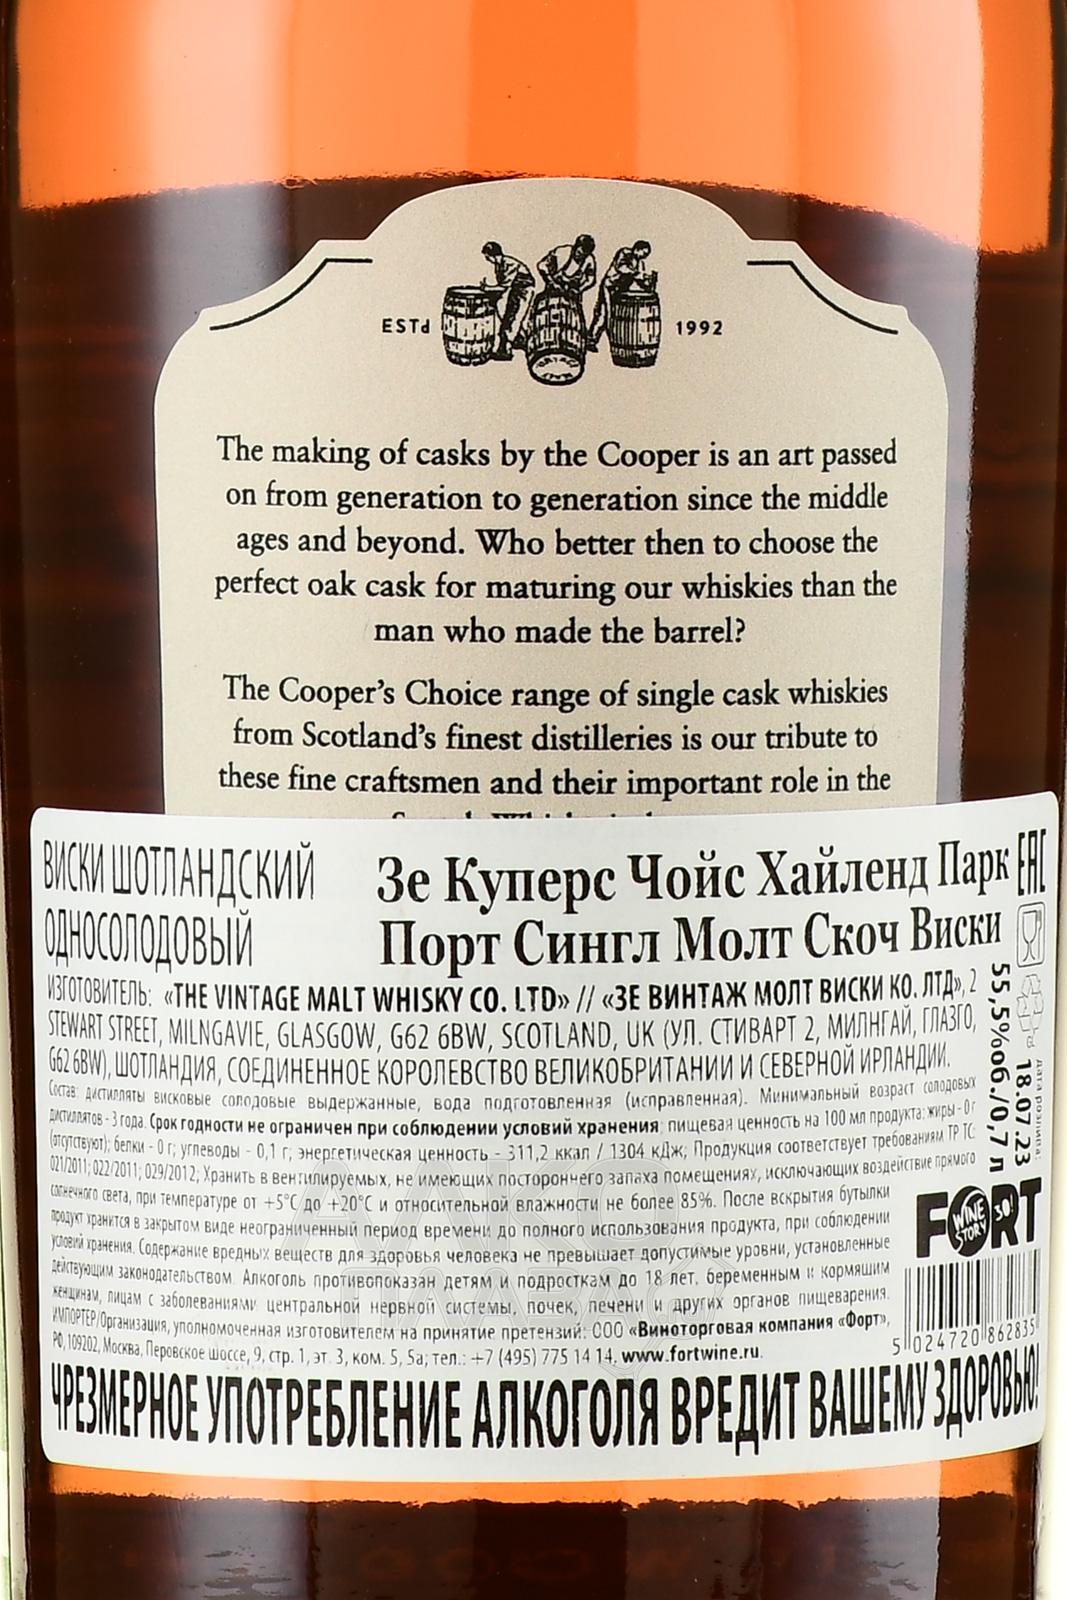 ESTd 1992
The making of casks by the Cooper is an art passed
on from generation to generation since the middle
ages and beyond. Who better then to choose the
perfect oak cask for maturing our whiskies than the
man who made the barrel?
The Cooper's Choice range of single cask whiskies
from Scotland's finest distilleries is our tribute to
these fine craftsmen and their important role in the
ВИСКИ ШОТЛАНДСКИЙ
ОДНОСОЛОДОВЫЙ
Зе Куперс Чойс Хайленд Парк
Порт Сингл Молт Скоч Виски
EAC
ИЗГОТОВИТЕЛЬ: «THE VINTAGE MALT WHISKY CO. LTD» // «ЗЕ ВИНТАЖ МОЛТ ВИСКИ КО. ЛТД», 2
STEWART STREET, MILNGAVIE, GLASGOW, G62 6BW, SCOTLAND, UK (УЛ. СТИВАРТ 2, МИЛНГАЙ, ГЛАЗГО,
G62 6BW), ШОТЛАНДИЯ, СОЕДИНЕННОЕ КОРОЛЕВСТВО ВЕЛИКОБРИТАНИИ И СЕВЕРНОЙ ИРЛАНДИИ.
Состав: дистилляты висковые солодовые выдержанные, вода подготовленная (исправленная). Минимальный возраст солодовых
дистиллятов - 3 года. Срок годности не ограничен при соблюдении условий хранения; пищевая ценность на 100 мл продукта: жиры - 0 г
(отсутствуют); белки - 0 г; углеводы - 0,1 г; энергетическая ценность - 311,2 ккал / 1304 кДж; Продукция соответствует требованиям ТР ТС:
021/2011; 022/2011; 029/2012; Хранить в вентилируемых, не имеющих постороннего запаха помещениях, исключающих воздействие прямого
солнечного света, при температуре от +5°С до +20°С и относительной влажности не более 85%. После вскрытия бутылки
продукт хранится в закрытом виде неограниченный период времени до полного использования продукта, при соблюдении
условий хранения. Содержание вредных веществ для здоровья человека не превышает допустимые уровни, установленные
действующим законодательством. Алкоголь противопоказан детям и подросткам до 18 лет, беременным и кормящим
женщинам, лицам с заболеваниями центральной нервной системы, почек, печени и других органов пищеварения.
ИМПОРТЕР/Организация, уполномоченная изготовителем на принятие претензий: ООО «Виноторговая компания «Форт»,
РФ, 109202, Москва, Перовское шоссе, 9, стр. 1, эт. 3, ком. 5, 5а; тел.: +7 (495) 775 14 14, www.fortwine.ru.
55,5%об./0,7 л
Дата розлива:
18.07.23
FORT
WINE
STORY
30!
5 024720 862835
ЧРЕЗМЕРНОЕ УПОТРЕБЛЕНИЕ АЛКОГОЛЯ ВРЕДИТ ВАШЕМУ ЗДОРОВЬЮ!